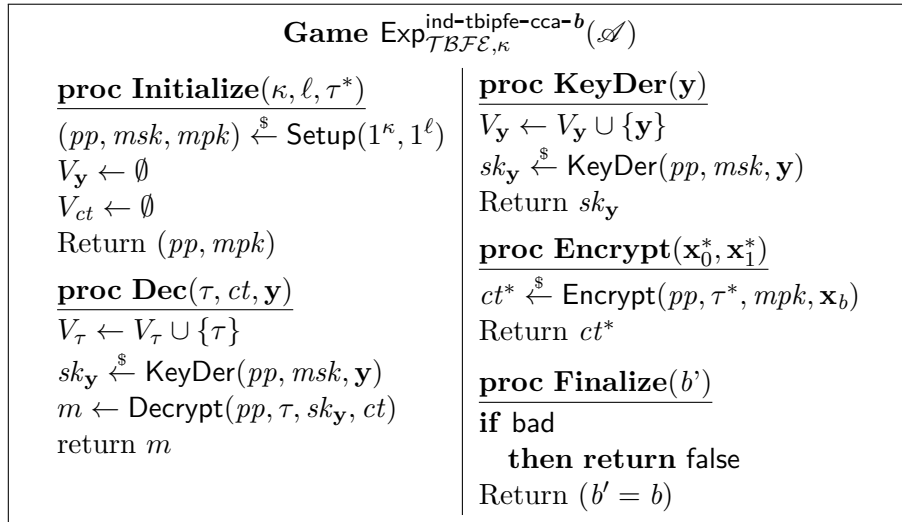 Game Exp^{ind-tbipfe-cca-b}_{𝒯ℬℱℰ,κ}(𝒜)
proc Initialize(κ, ℓ, τ*)
(pp, msk, mpk) ←$ Setup(1^κ, 1^ℓ)
V_y ← ∅
V_ct ← ∅
Return (pp, mpk)
proc Dec(τ, ct, y)
V_τ ← V_τ ∪ {τ}
sk_y ←$ KeyDer(pp, msk, y)
m ← Decrypt(pp, τ, sk_y, ct)
return m
proc KeyDer(y)
V_y ← V_y ∪ {y}
sk_y ←$ KeyDer(pp, msk, y)
Return sk_y
proc Encrypt(x*_0, x*_1)
ct* ←$ Encrypt(pp, τ*, mpk, x_b)
Return ct*
proc Finalize(b’)
if bad
then return false
Return (b′ = b)